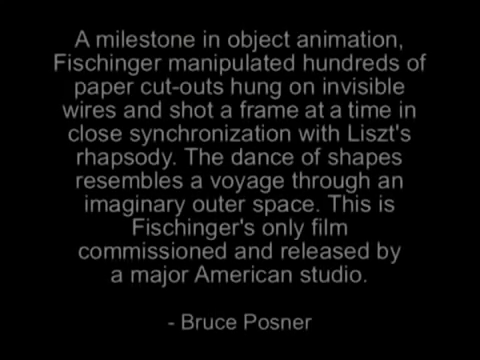 A milestone in object animation,
Fischinger manipulated hundreds of
paper cut-outs hung on invisible
wires and shot a frame at a time in
close synchronization with Liszt's
rhapsody. The dance of shapes
resembles a voyage through an
imaginary outer space. This is
Fischinger's only film
commissioned and released by
a major American studio.
- Bruce Posner